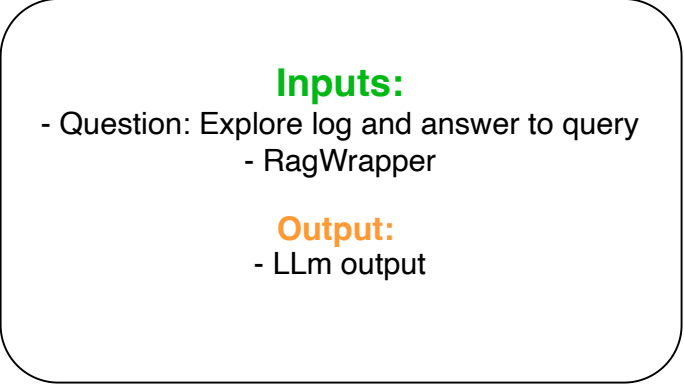 Inputs:
- Question: Explore log and answer to query
- RagWrapper
Output:
- LLm output